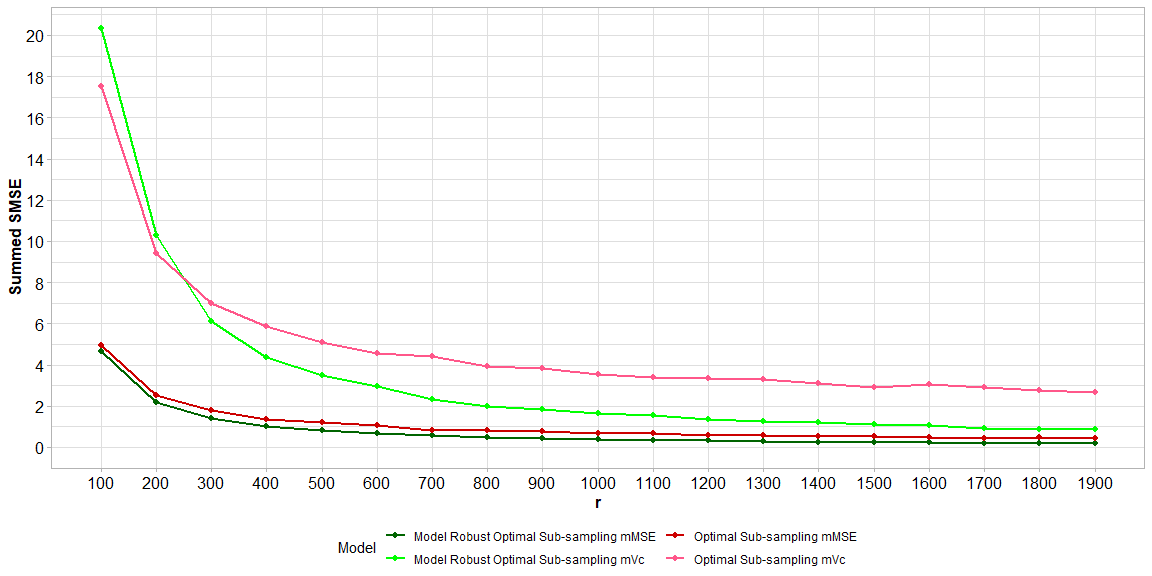 20
18
16
14
12
10
8
6
4
2
0
Summed SMSE
100 200 300 400 500 600 700 800 900 1000 1100 1200 1300 1400 1500 1600 1700 1800 1900
r
Model
Model Robust Optimal Sub-sampling mMSE
Optimal Sub-sampling mMSE
Model Robust Optimal Sub-sampling mVc
Optimal Sub-sampling mVc